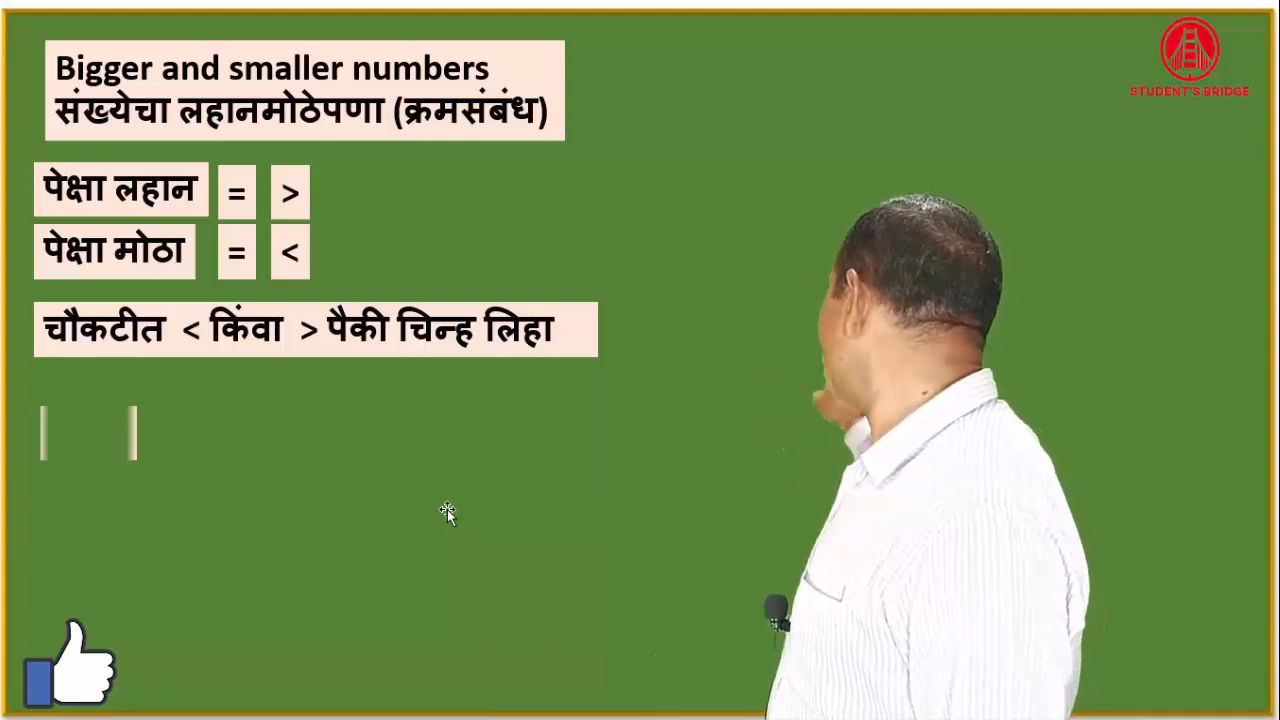 Bigger and smaller numbers
संख्येचा लहानमोठेपणा (क्रमसंबंध)
पेक्षा लहान = >
पेक्षा मोठा = <
चौकटीत < किंवा > पैकी चिन्ह लिहा
STUDENT'S BRIDGE